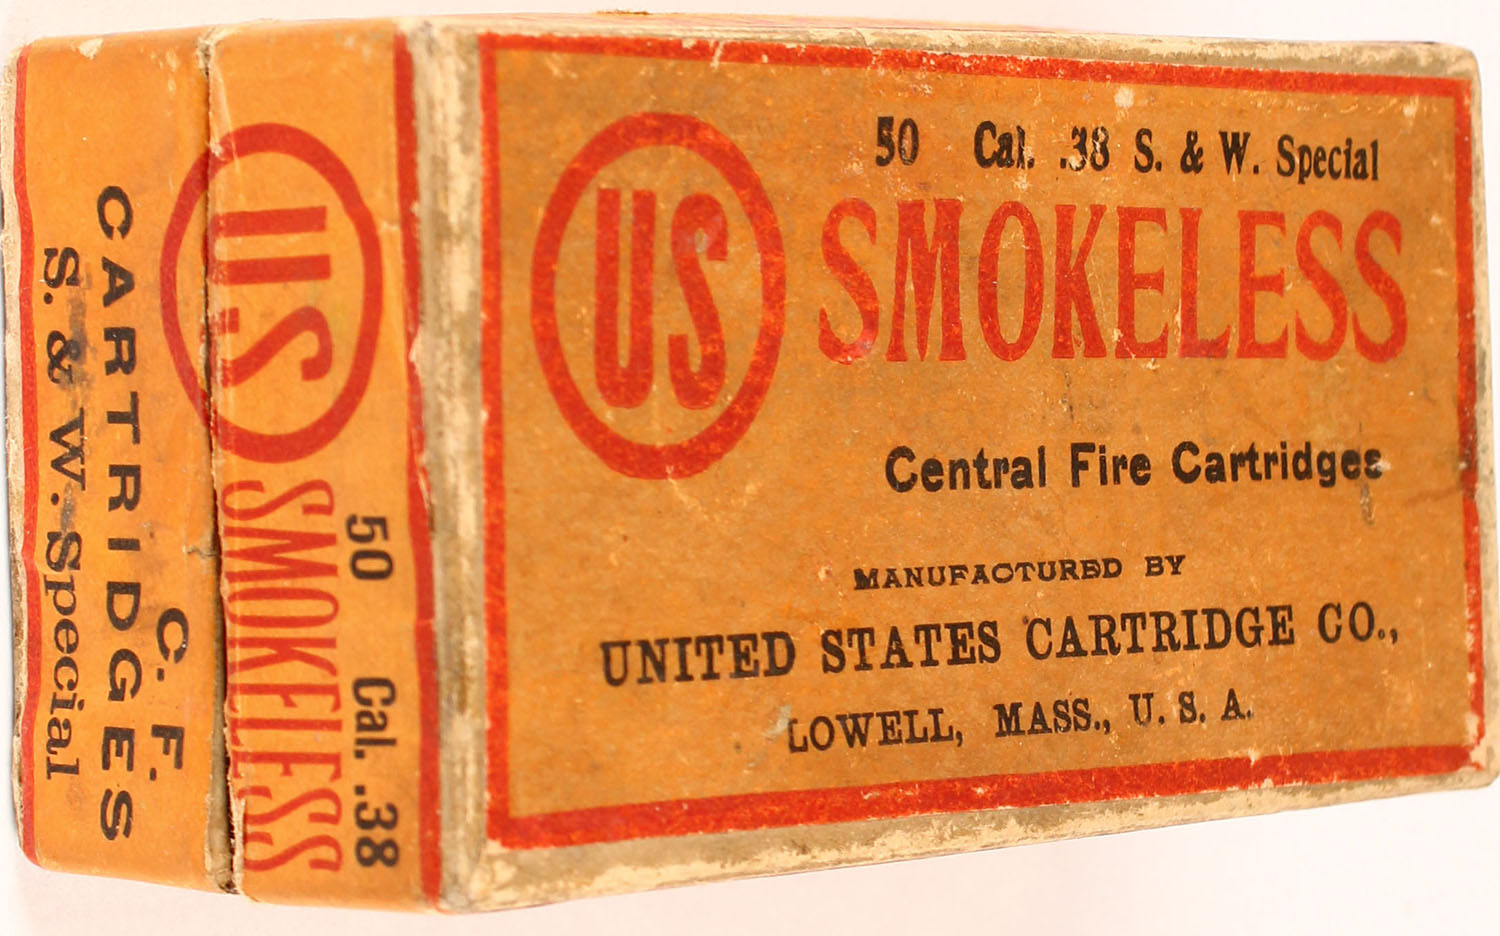 US
50 Cal. .38 S. & W. Special
SMOKELESS
Central Fire Cartridges
MANUFACTURED BY
UNITED STATES CARTRIDGE CO.,
LOWELL, MASS., U. S. A.
50 Cal. .38
US SMOKELESS
C. F.
CARTRIDGES
S. & W. Special